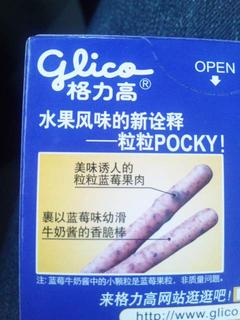 glico
格力高®
OPEN
水果风味的新诠释
——粒粒POCKY!
美味诱人的
粒粒蓝莓果肉
裹以蓝莓味幼滑
牛奶酱的香脆棒
注:蓝莓牛奶酱中的小颗粒是蓝莓果粒，非质量问题。
来格力高网站逛逛吧!
http://www.glico